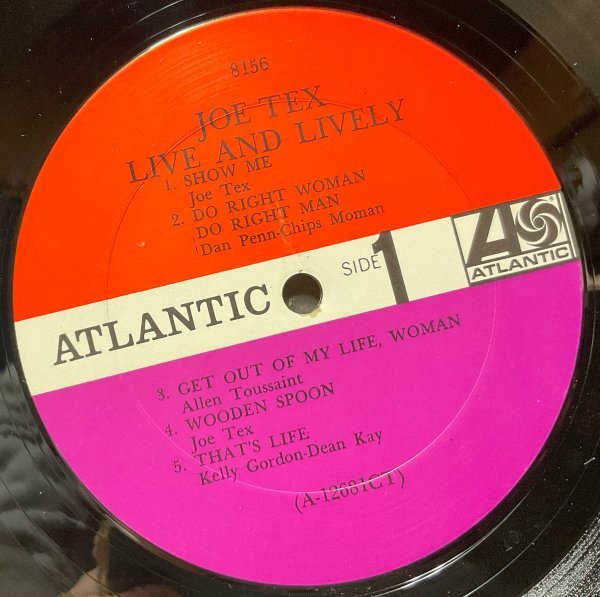 8156
JOE TEX
LIVE AND LIVELY
1. SHOW ME
Joe Tex
2. DO RIGHT WOMAN
DO RIGHT MAN
Dan Penn-Chips Moman
ATLANTIC
SIDE 1
ATLANTIC
3. GET OUT OF MY LIFE, WOMAN
Allen Toussaint
4. WOODEN SPOON
Joe Tex
5. THAT'S LIFE
Kelly Gordon-Dean Kay
(A-12681CT)